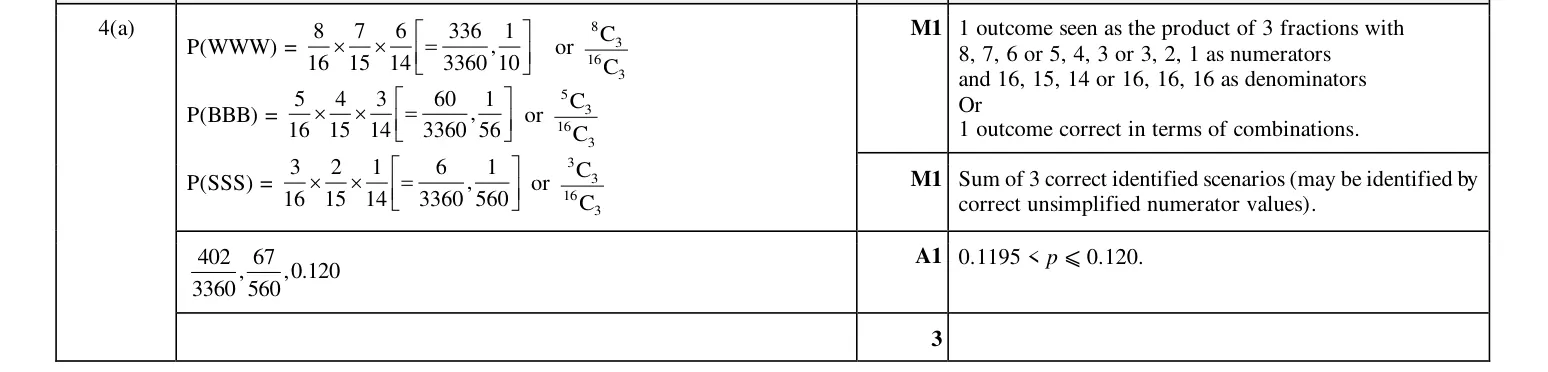 4(a)
P(WWW) = 8/16 × 7/15 × 6/14 [= 336/3360, 1/10] or ⁸C₃/¹⁶C₃
P(BBB) = 5/16 × 4/15 × 3/14 [= 60/3360, 1/56] or ⁵C₃/¹⁶C₃
P(SSS) = 3/16 × 2/15 × 1/14 [= 6/3360, 1/560] or ³C₃/¹⁶C₃
M1 1 outcome seen as the product of 3 fractions with
8, 7, 6 or 5, 4, 3 or 3, 2, 1 as numerators
and 16, 15, 14 or 16, 16, 16 as denominators
Or
1 outcome correct in terms of combinations.
M1 Sum of 3 correct identified scenarios (may be identified by
correct unsimplified numerator values).
402/3360, 67/560, 0.120
A1 0.1195 < p ⩽ 0.120.
3